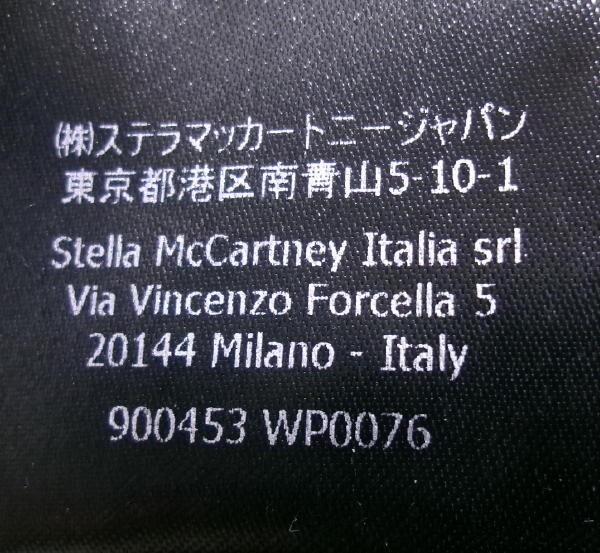 ㈱ステラマッカートニージャパン
東京都港区南青山5-10-1
Stella McCartney Italia srl
Via Vincenzo Forcella 5
20144 Milano - Italy
900453 WP0076